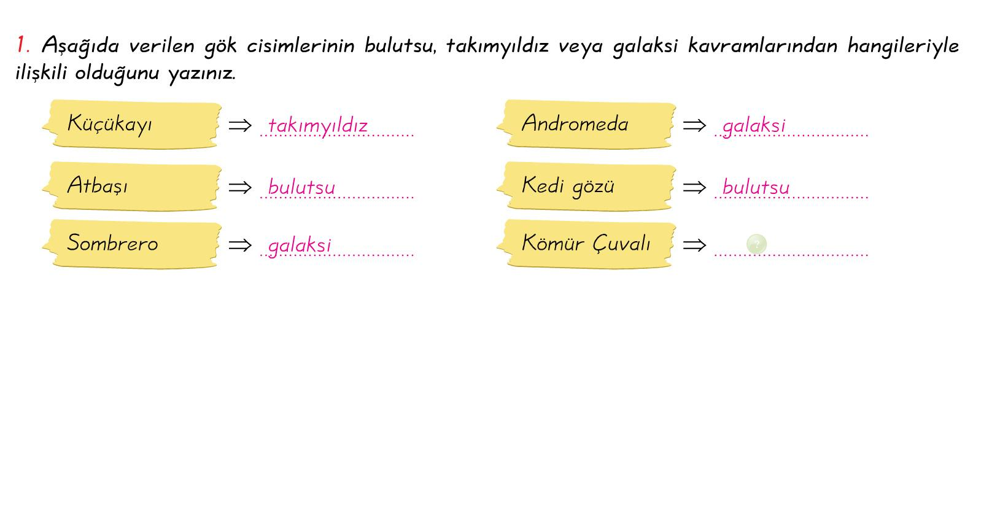 1. Aşağıda verilen gök cisimlerinin bulutsu, takımyıldız veya galaksi kavramlarından hangileriyle
ilişkili olduğunu yazınız.
Küçükayı ⇒ takımyıldız
Andromeda ⇒ galaksi
Atbaşı ⇒ bulutsu
Kedi gözü ⇒ bulutsu
Sombrero ⇒ galaksi
Kömür Çuvalı ⇒ ?